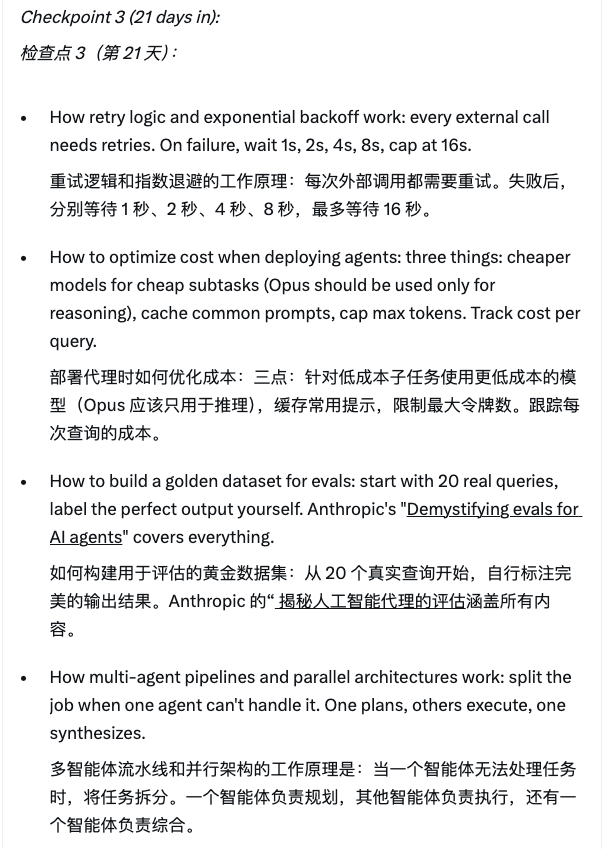 Checkpoint 3 (21 days in):
检查点 3（第 21 天）：
• How retry logic and exponential backoff work: every external call
needs retries. On failure, wait 1s, 2s, 4s, 8s, cap at 16s.
重试逻辑和指数退避的工作原理：每次外部调用都需要重试。失败后，
分别等待 1 秒、2 秒、4 秒、8 秒，最多等待 16 秒。
• How to optimize cost when deploying agents: three things: cheaper
models for cheap subtasks (Opus should be used only for
reasoning), cache common prompts, cap max tokens. Track cost per
query.
部署代理时如何优化成本：三点：针对低成本子任务使用更低成本的模
型（Opus 应该只用于推理），缓存常用提示，限制最大令牌数。跟踪每
次查询的成本。
• How to build a golden dataset for evals: start with 20 real queries,
label the perfect output yourself. Anthropic's "Demystifying evals for
AI agents" covers everything.
如何构建用于评估的黄金数据集：从 20 个真实查询开始，自行标注完
美的输出结果。Anthropic 的“ 揭秘人工智能代理的评估涵盖所有内
容。
• How multi-agent pipelines and parallel architectures work: split the
job when one agent can't handle it. One plans, others execute, one
synthesizes.
多智能体流水线和并行架构的工作原理是：当一个智能体无法处理任务
时，将任务拆分。一个智能体负责规划，其他智能体负责执行，还有一
个智能体负责综合。